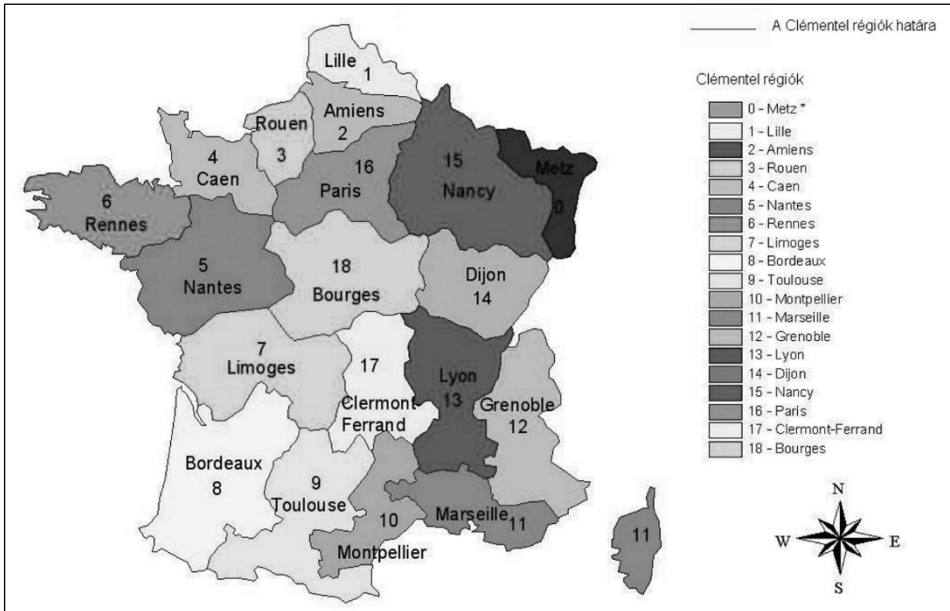 Lille
1
Amiens
2
Rouen
3
4
Caen
16
Paris
15
Nancy
Metz
0
6
Rennes
5
Nantes
18
Bourges
Dijon
14
7
Limoges
17
Clermont-
Ferrand
Lyon
13
Grenoble
12
Bordeaux
8
9
Toulouse
10
Montpellier
Marseille
11
11
A Clémentel régiók határa
Clémentel régiók
0 - Metz *
1 - Lille
2 - Amiens
3 - Rouen
4 - Caen
5 - Nantes
6 - Rennes
7 - Limoges
8 - Bordeaux
9 - Toulouse
10 - Montpellier
11 - Marseille
12 - Grenoble
13 - Lyon
14 - Dijon
15 - Nancy
16 - Paris
17 - Clermont-Ferrand
18 - Bourges
N
W E
S